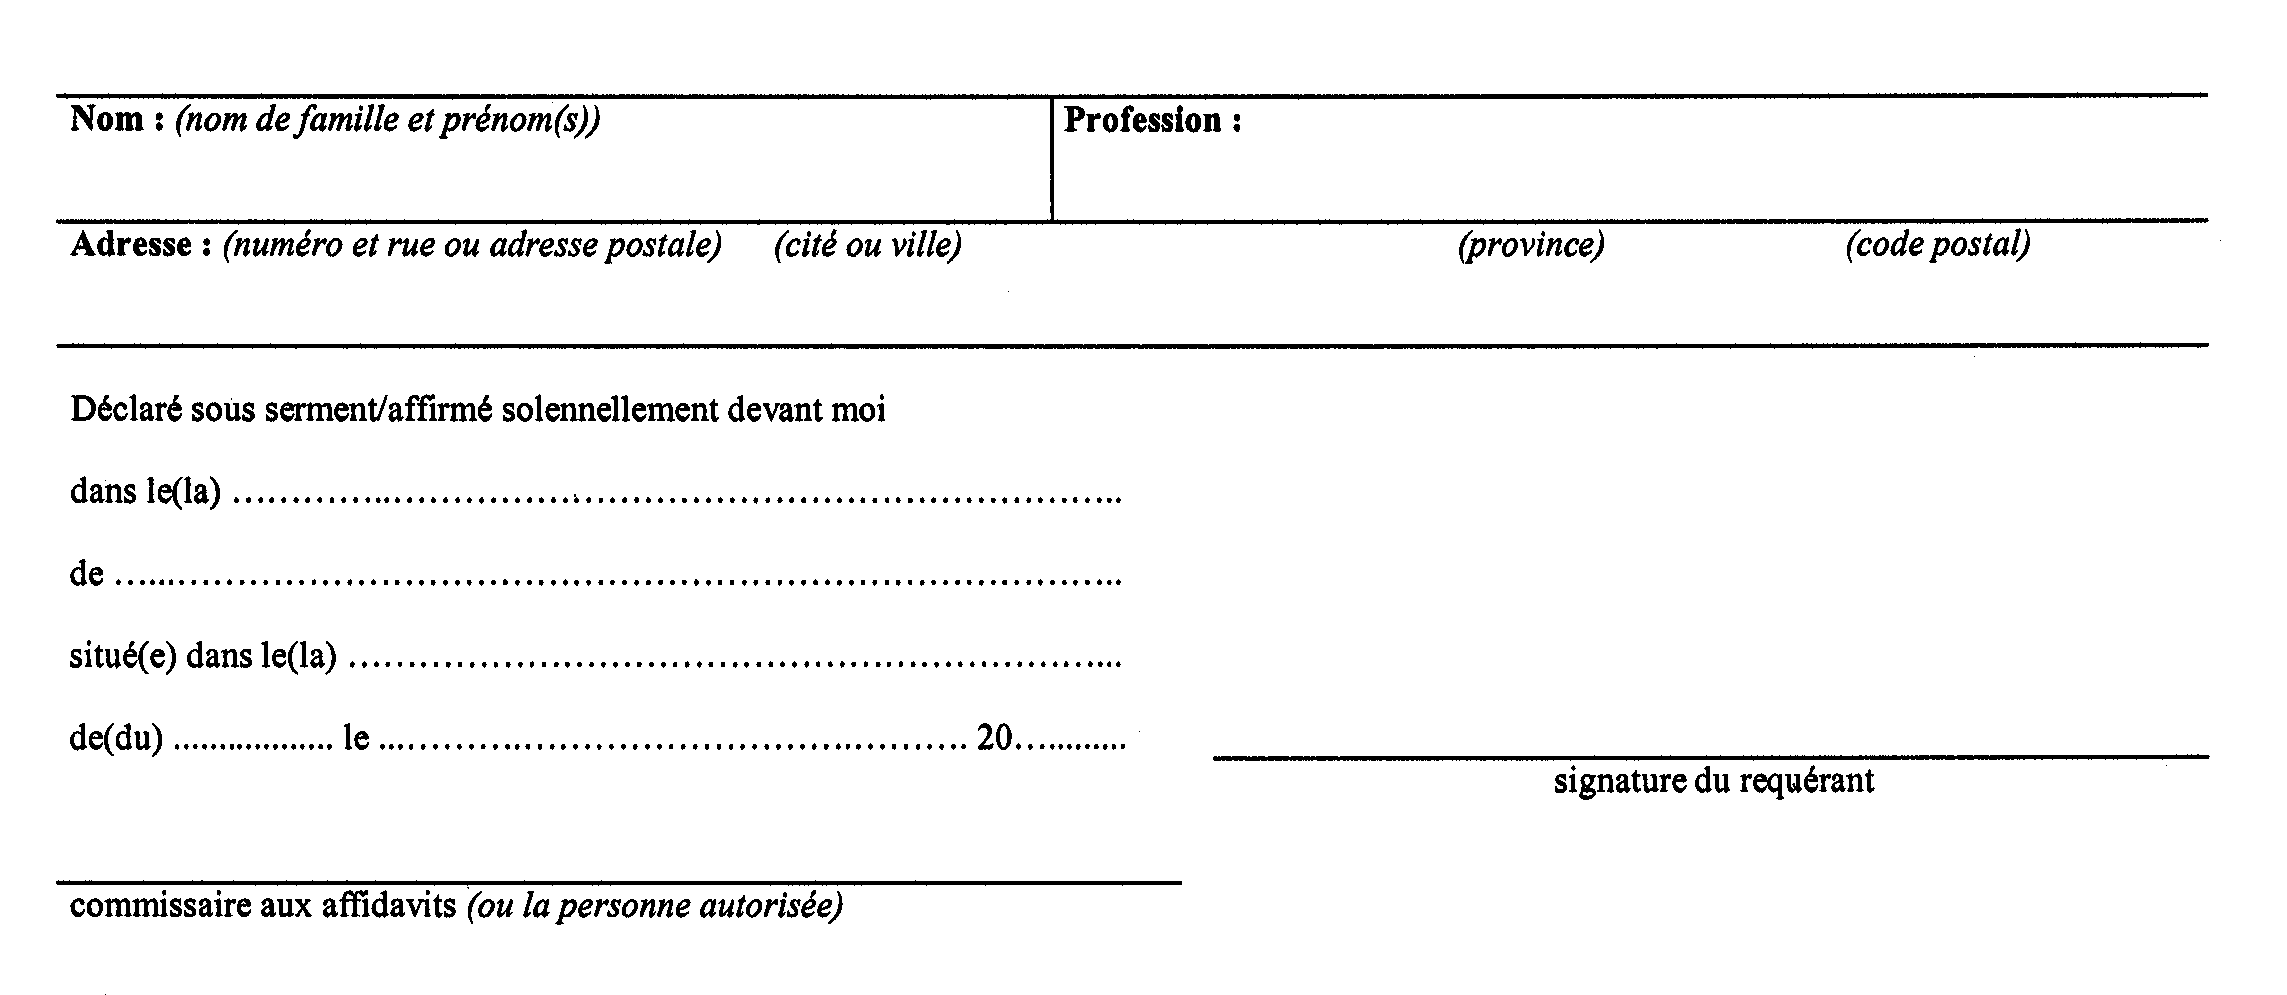 Nom : (nom de famille et prénom(s)) Profession :
Adresse : (numéro et rue ou adresse postale) (cité ou ville) (province) (code postal)
Déclaré sous serment/affirmé solennellement devant moi
dans le(la) ..........................................................................
de ..........................................................................
situé(e) dans le(la) ..........................................................................
de(du) .................. le .................................................. 20...........
signature du requérant
commissaire aux affidavits (ou la personne autorisée)